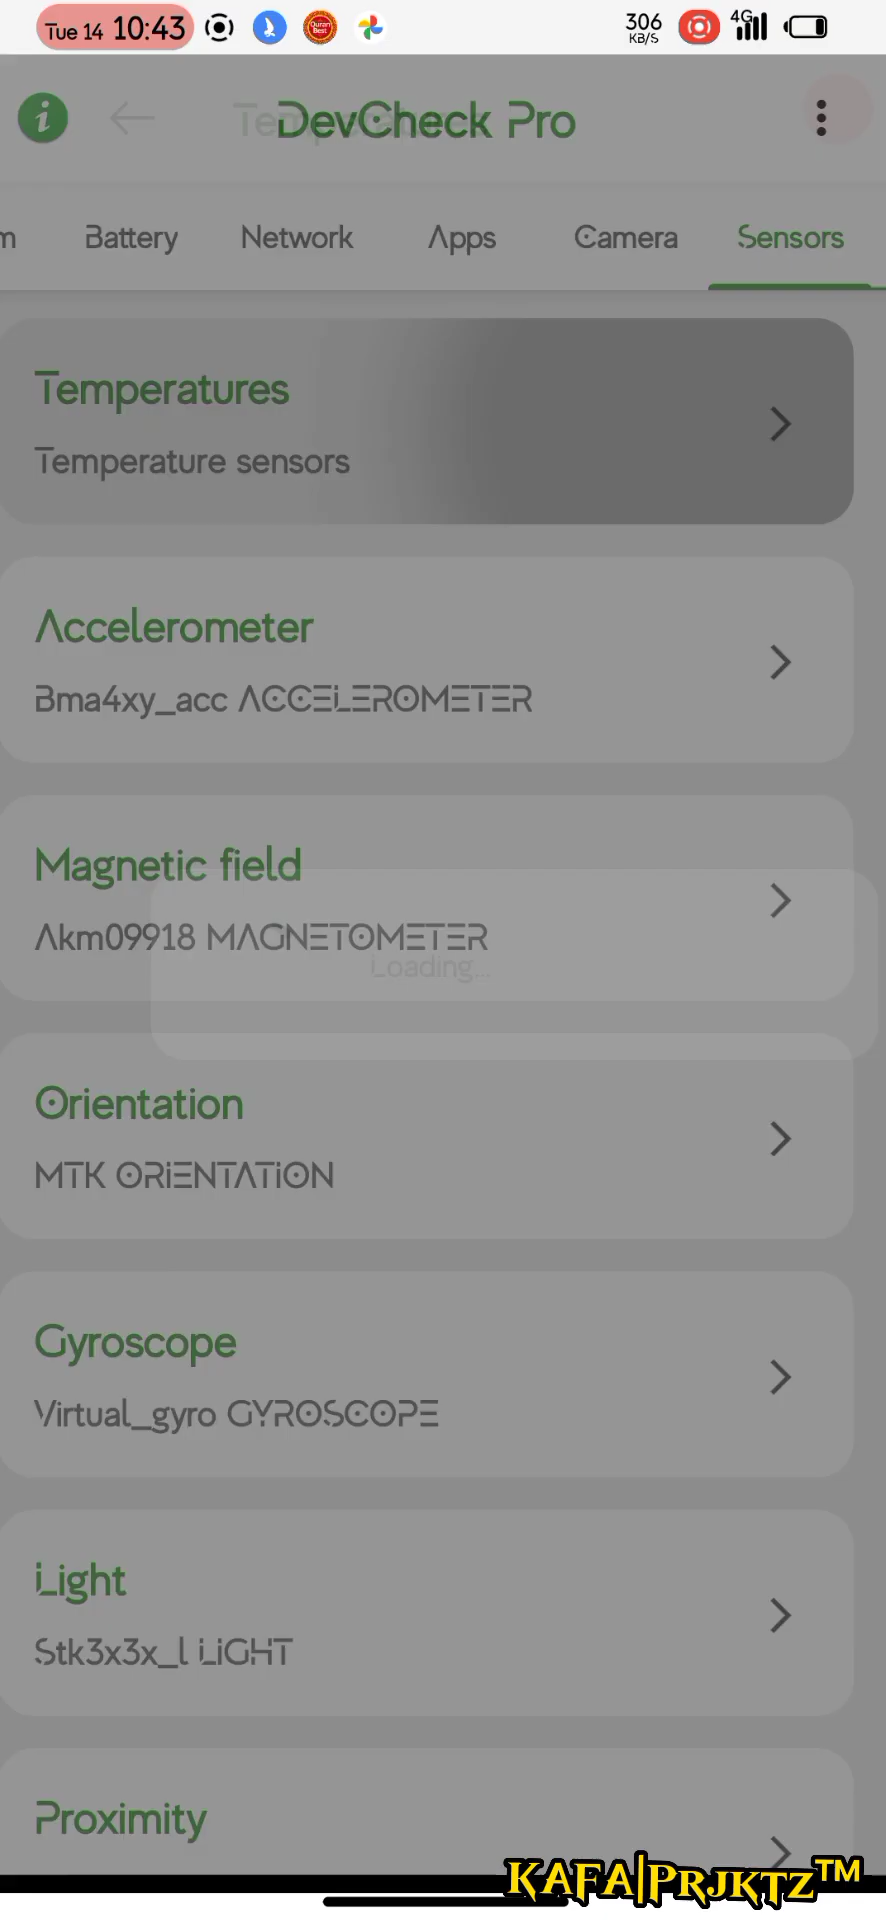 Tue 14 10:43
306
KB/S
4G
DevCheck Pro
m Battery Network Apps Camera Sensors
Temperatures
Temperature sensors
Accelerometer
Bma4xy_acc ACCELEROMETER
Magnetic field
Akm09918 MAGNETOMETER
Loading...
Orientation
MTK ORiENTATiON
Gyroscope
Virtual_gyro GYROSCOPE
Light
Stk3x3x_l LiGHT
Proximity
KAFA|PRJKTZ™